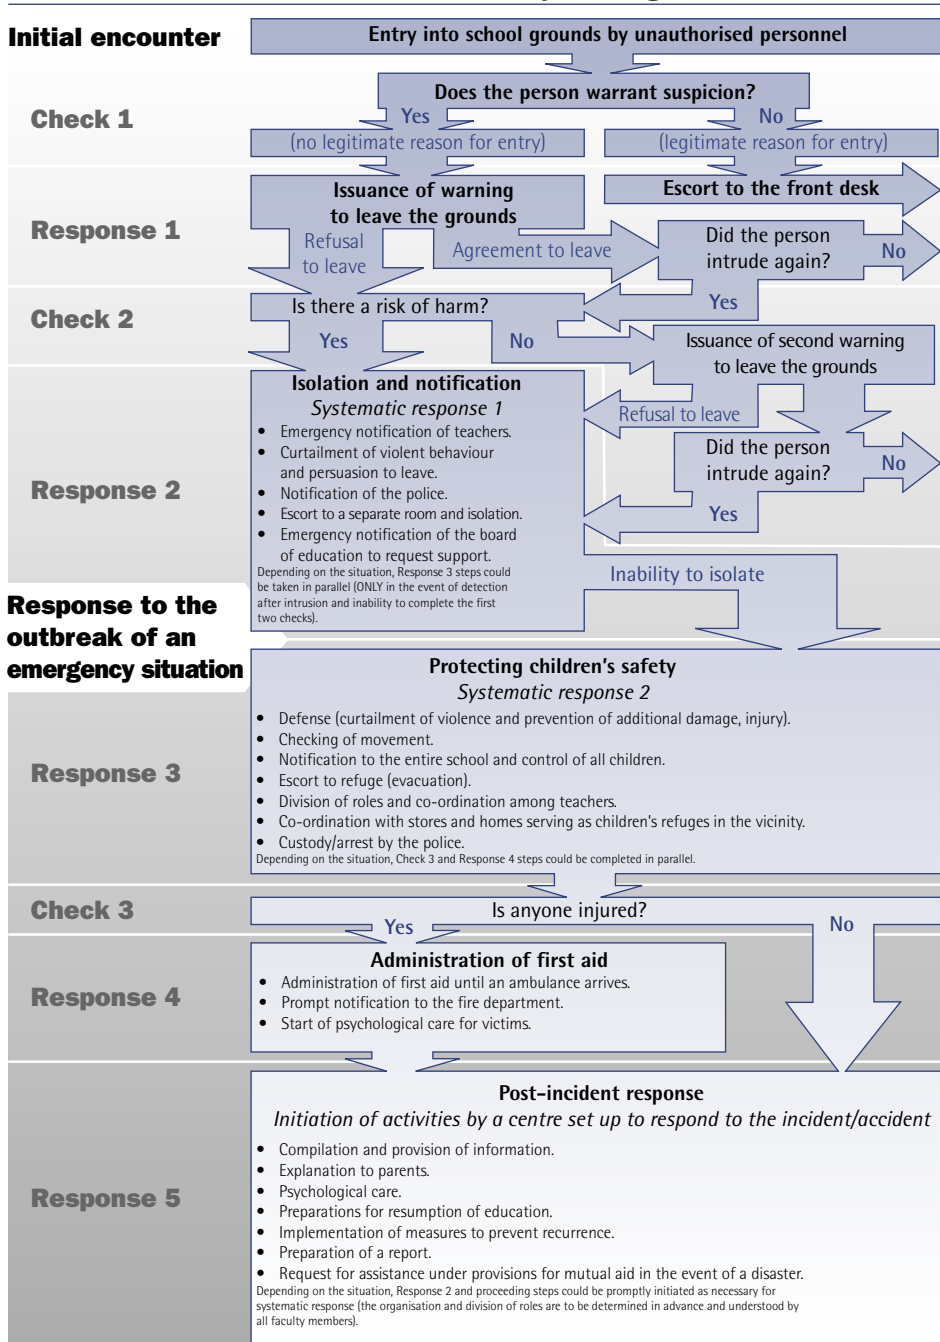 Initial encounter
Entry into school grounds by unauthorised personnel
Check 1
Does the person warrant suspicion?
Yes
No
(no legitimate reason for entry)
(legitimate reason for entry)
Response 1
Issuance of warning
to leave the grounds
Escort to the front desk
Refusal
to leave
Agreement to leave
Did the person
intrude again?
No
Yes
Check 2
Is there a risk of harm?
Yes
No
Issuance of second warning
to leave the grounds
Refusal to leave
Did the person
intrude again?
No
Yes
Response 2
Isolation and notification
Systematic response 1
• Emergency notification of teachers.
• Curtailment of violent behaviour
and persuasion to leave.
• Notification of the police.
• Escort to a separate room and isolation.
• Emergency notification of the board
of education to request support.
Depending on the situation, Response 3 steps could
be taken in parallel (ONLY in the event of detection
after intrusion and inability to complete the first
two checks).
Inability to isolate
Response to the
outbreak of an
emergency situation
Response 3
Protecting children's safety
Systematic response 2
• Defense (curtailment of violence and prevention of additional damage, injury).
• Checking of movement.
• Notification to the entire school and control of all children.
• Escort to refuge (evacuation).
• Division of roles and co-ordination among teachers.
• Co-ordination with stores and homes serving as children's refuges in the vicinity.
• Custody/arrest by the police.
Depending on the situation, Check 3 and Response 4 steps could be completed in parallel.
Check 3
Is anyone injured?
Yes
No
Response 4
Administration of first aid
• Administration of first aid until an ambulance arrives.
• Prompt notification to the fire department.
• Start of psychological care for victims.
Response 5
Post-incident response
Initiation of activities by a centre set up to respond to the incident/accident
• Compilation and provision of information.
• Explanation to parents.
• Psychological care.
• Preparations for resumption of education.
• Implementation of measures to prevent recurrence.
• Preparation of a report.
• Request for assistance under provisions for mutual aid in the event of a disaster.
Depending on the situation, Response 2 and proceeding steps could be promptly initiated as necessary for
systematic response (the organisation and division of roles are to be determined in advance and understood by
all faculty members).